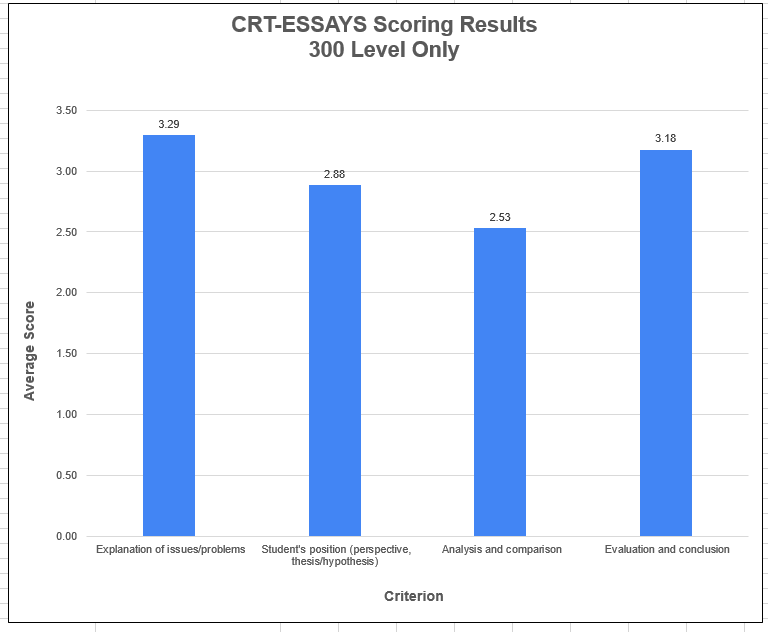 CRT-ESSAYS Scoring Results
300 Level Only
3.50
3.00
2.50
2.00
1.50
1.00
0.50
0.00
Average Score
3.29
2.88
2.53
3.18
Explanation of issues/problems
Student's position (perspective,
thesis/hypothesis)
Analysis and comparison
Evaluation and conclusion
Criterion